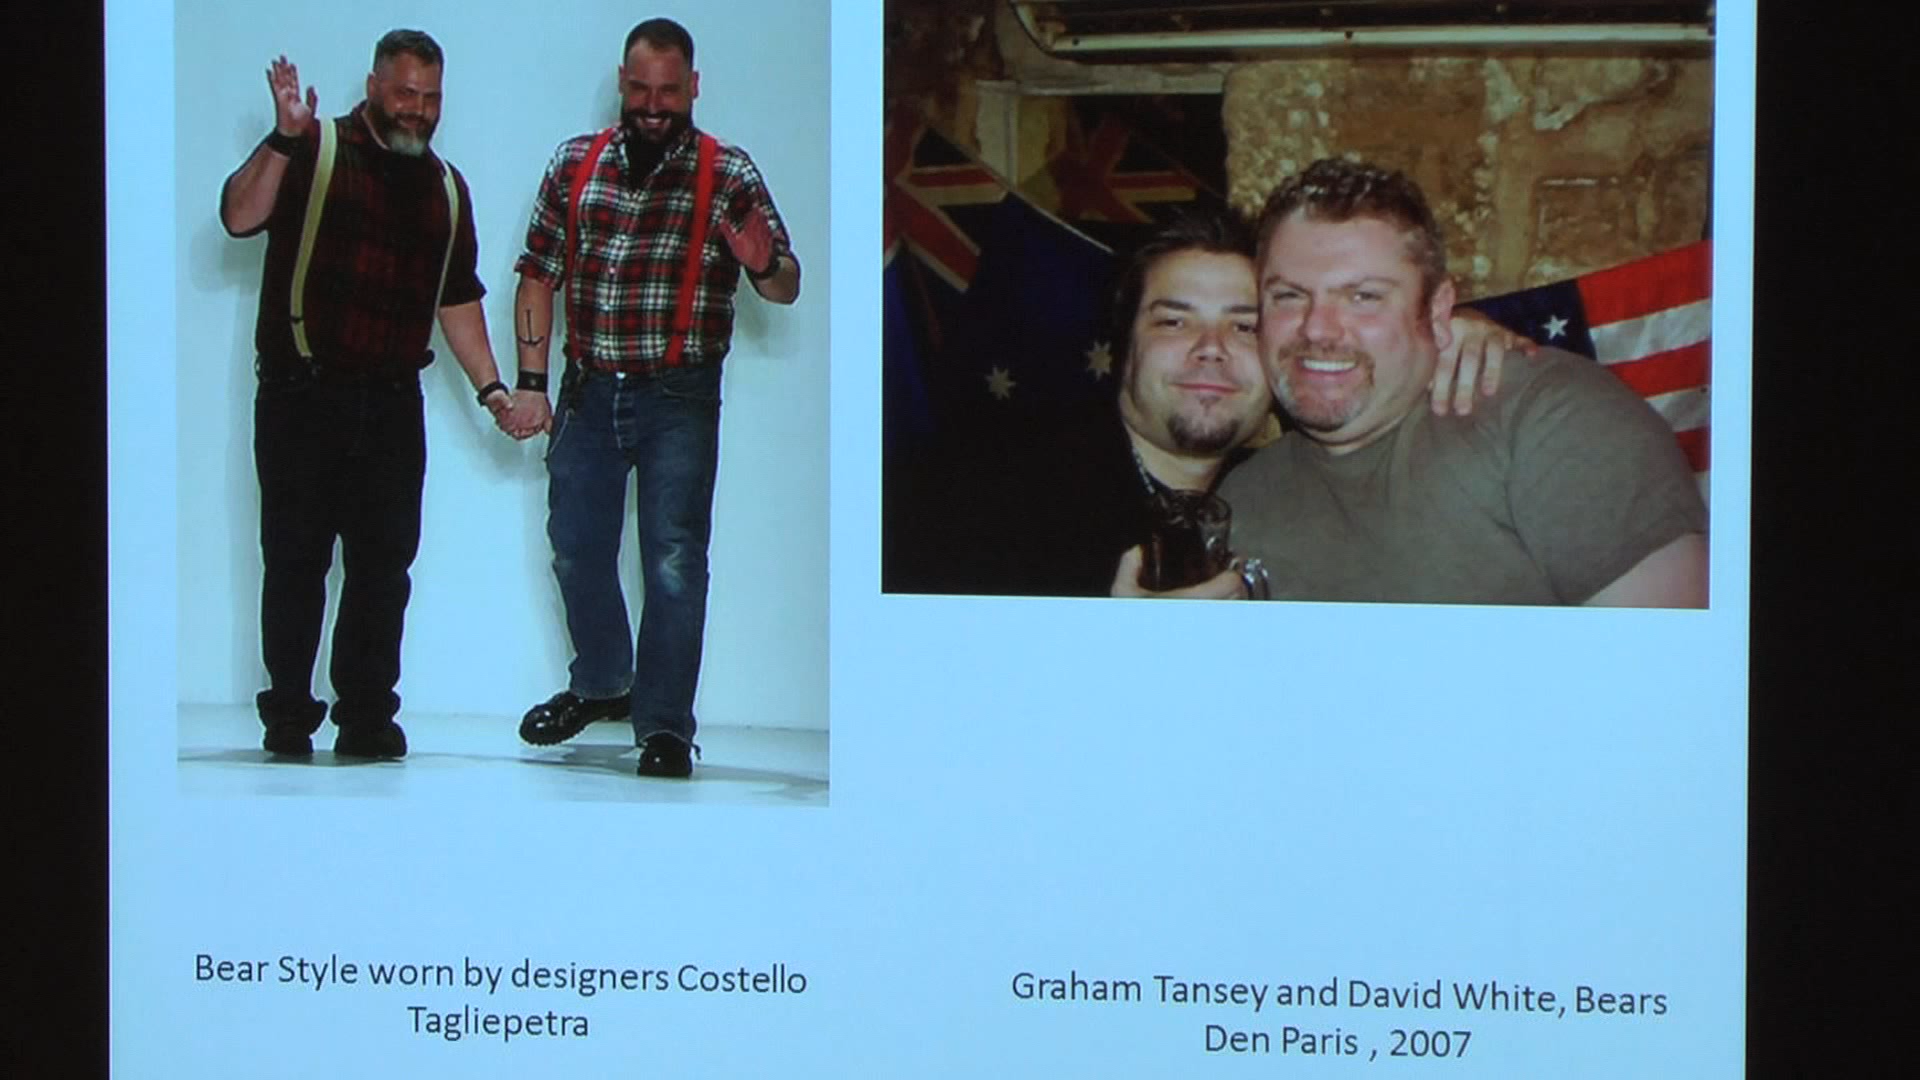 Bear Style worn by designers Costello
Tagliepetra
Graham Tansey and David White, Bears
Den Paris , 2007